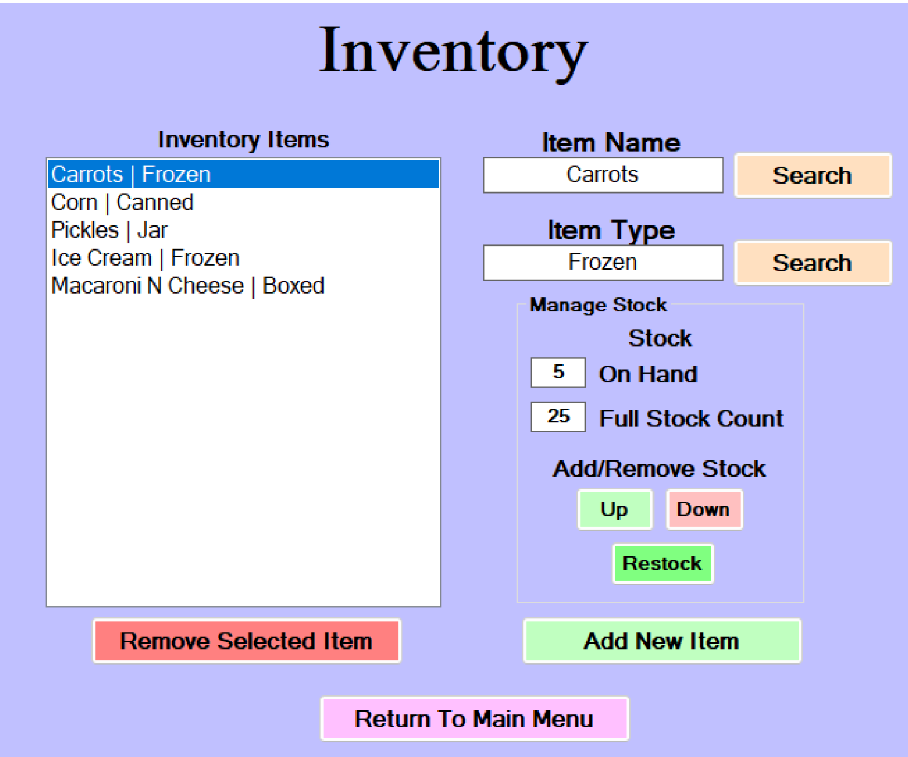 Inventory
Inventory Items
Carrots | Frozen
Corn | Canned
Pickles | Jar
Ice Cream | Frozen
Macaroni N Cheese | Boxed
Remove Selected Item
Item Name
Carrots
Search
Item Type
Frozen
Search
Manage Stock
Stock
5 On Hand
25 Full Stock Count
Add/Remove Stock
Up Down
Restock
Add New Item
Return To Main Menu